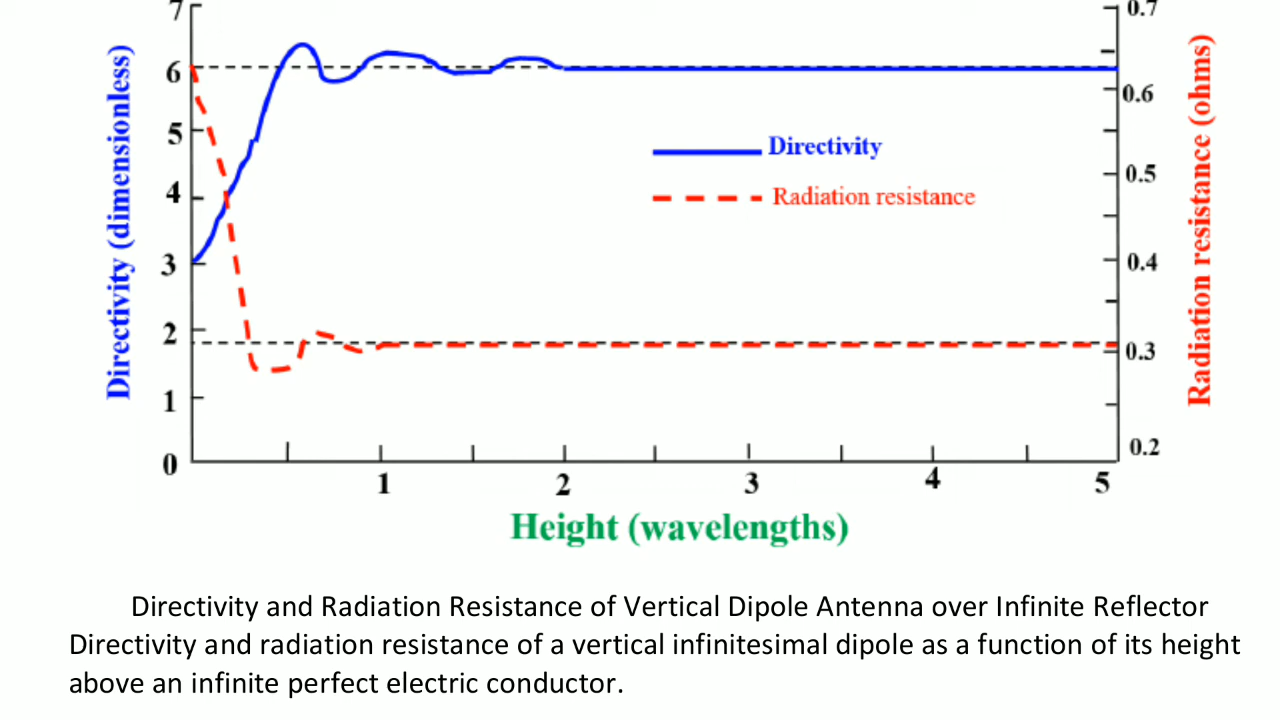 7
6
5
4
3
2
1
0
Directivity (dimensionless)
0.7
0.6
0.5
0.4
0.3
0.2
Radiation resistance (ohms)
Directivity
Radiation resistance
1 2 3 4 5
Height (wavelengths)
Directivity and Radiation Resistance of Vertical Dipole Antenna over Infinite Reflector
Directivity and radiation resistance of a vertical infinitesimal dipole as a function of its height
above an infinite perfect electric conductor.